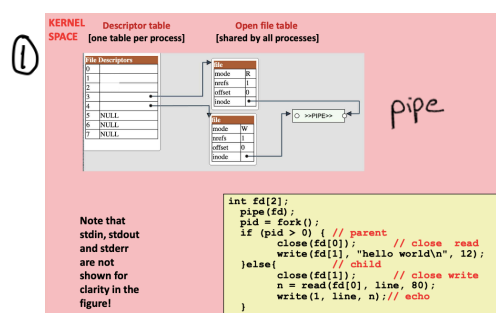 KERNEL SPACE
Descriptor table
[one table per process]
Open file table
[shared by all processes]
1
File Descriptors
0
1
2
3
4
5 NULL
6 NULL
7 NULL
file
mode R
nrefs 1
offset 0
inode
file
mode W
nrefs 1
offset 0
inode
>>PIPE>>
pipe
Note that
stdin, stdout
and stderr
are not
shown for
clarity in the
figure!
int fd[2];
pipe(fd);
pid = fork();
if (pid > 0) { // parent
close(fd[0]); // close read
write(fd[1], "hello world\n", 12);
}else{ // child
close(fd[1]); // close write
n = read(fd[0], line, 80);
write(1, line, n);// echo
}